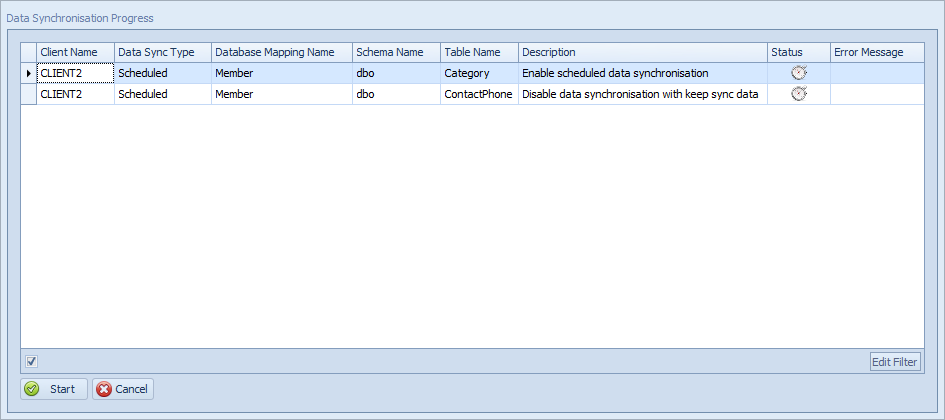 Data Synchronisation Progress
Client Name Data Sync Type Database Mapping Name Schema Name Table Name Description Status Error Message
CLIENT2 Scheduled Member dbo Category Enable scheduled data synchronisation
CLIENT2 Scheduled Member dbo ContactPhone Disable data synchronisation with keep sync data
Edit Filter
Start Cancel